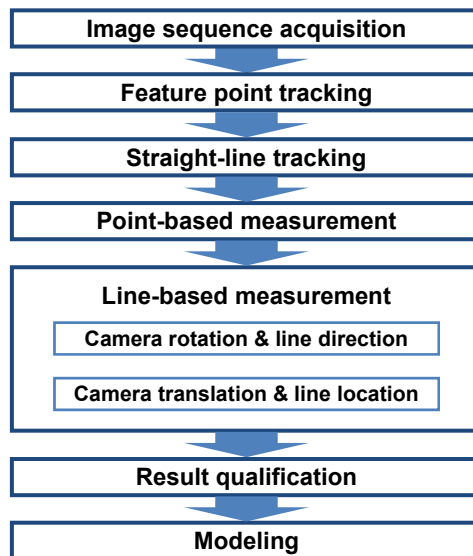 Image sequence acquisition
Feature point tracking
Straight-line tracking
Point-based measurement
Line-based measurement
Camera rotation & line direction
Camera translation & line location
Result qualification
Modeling